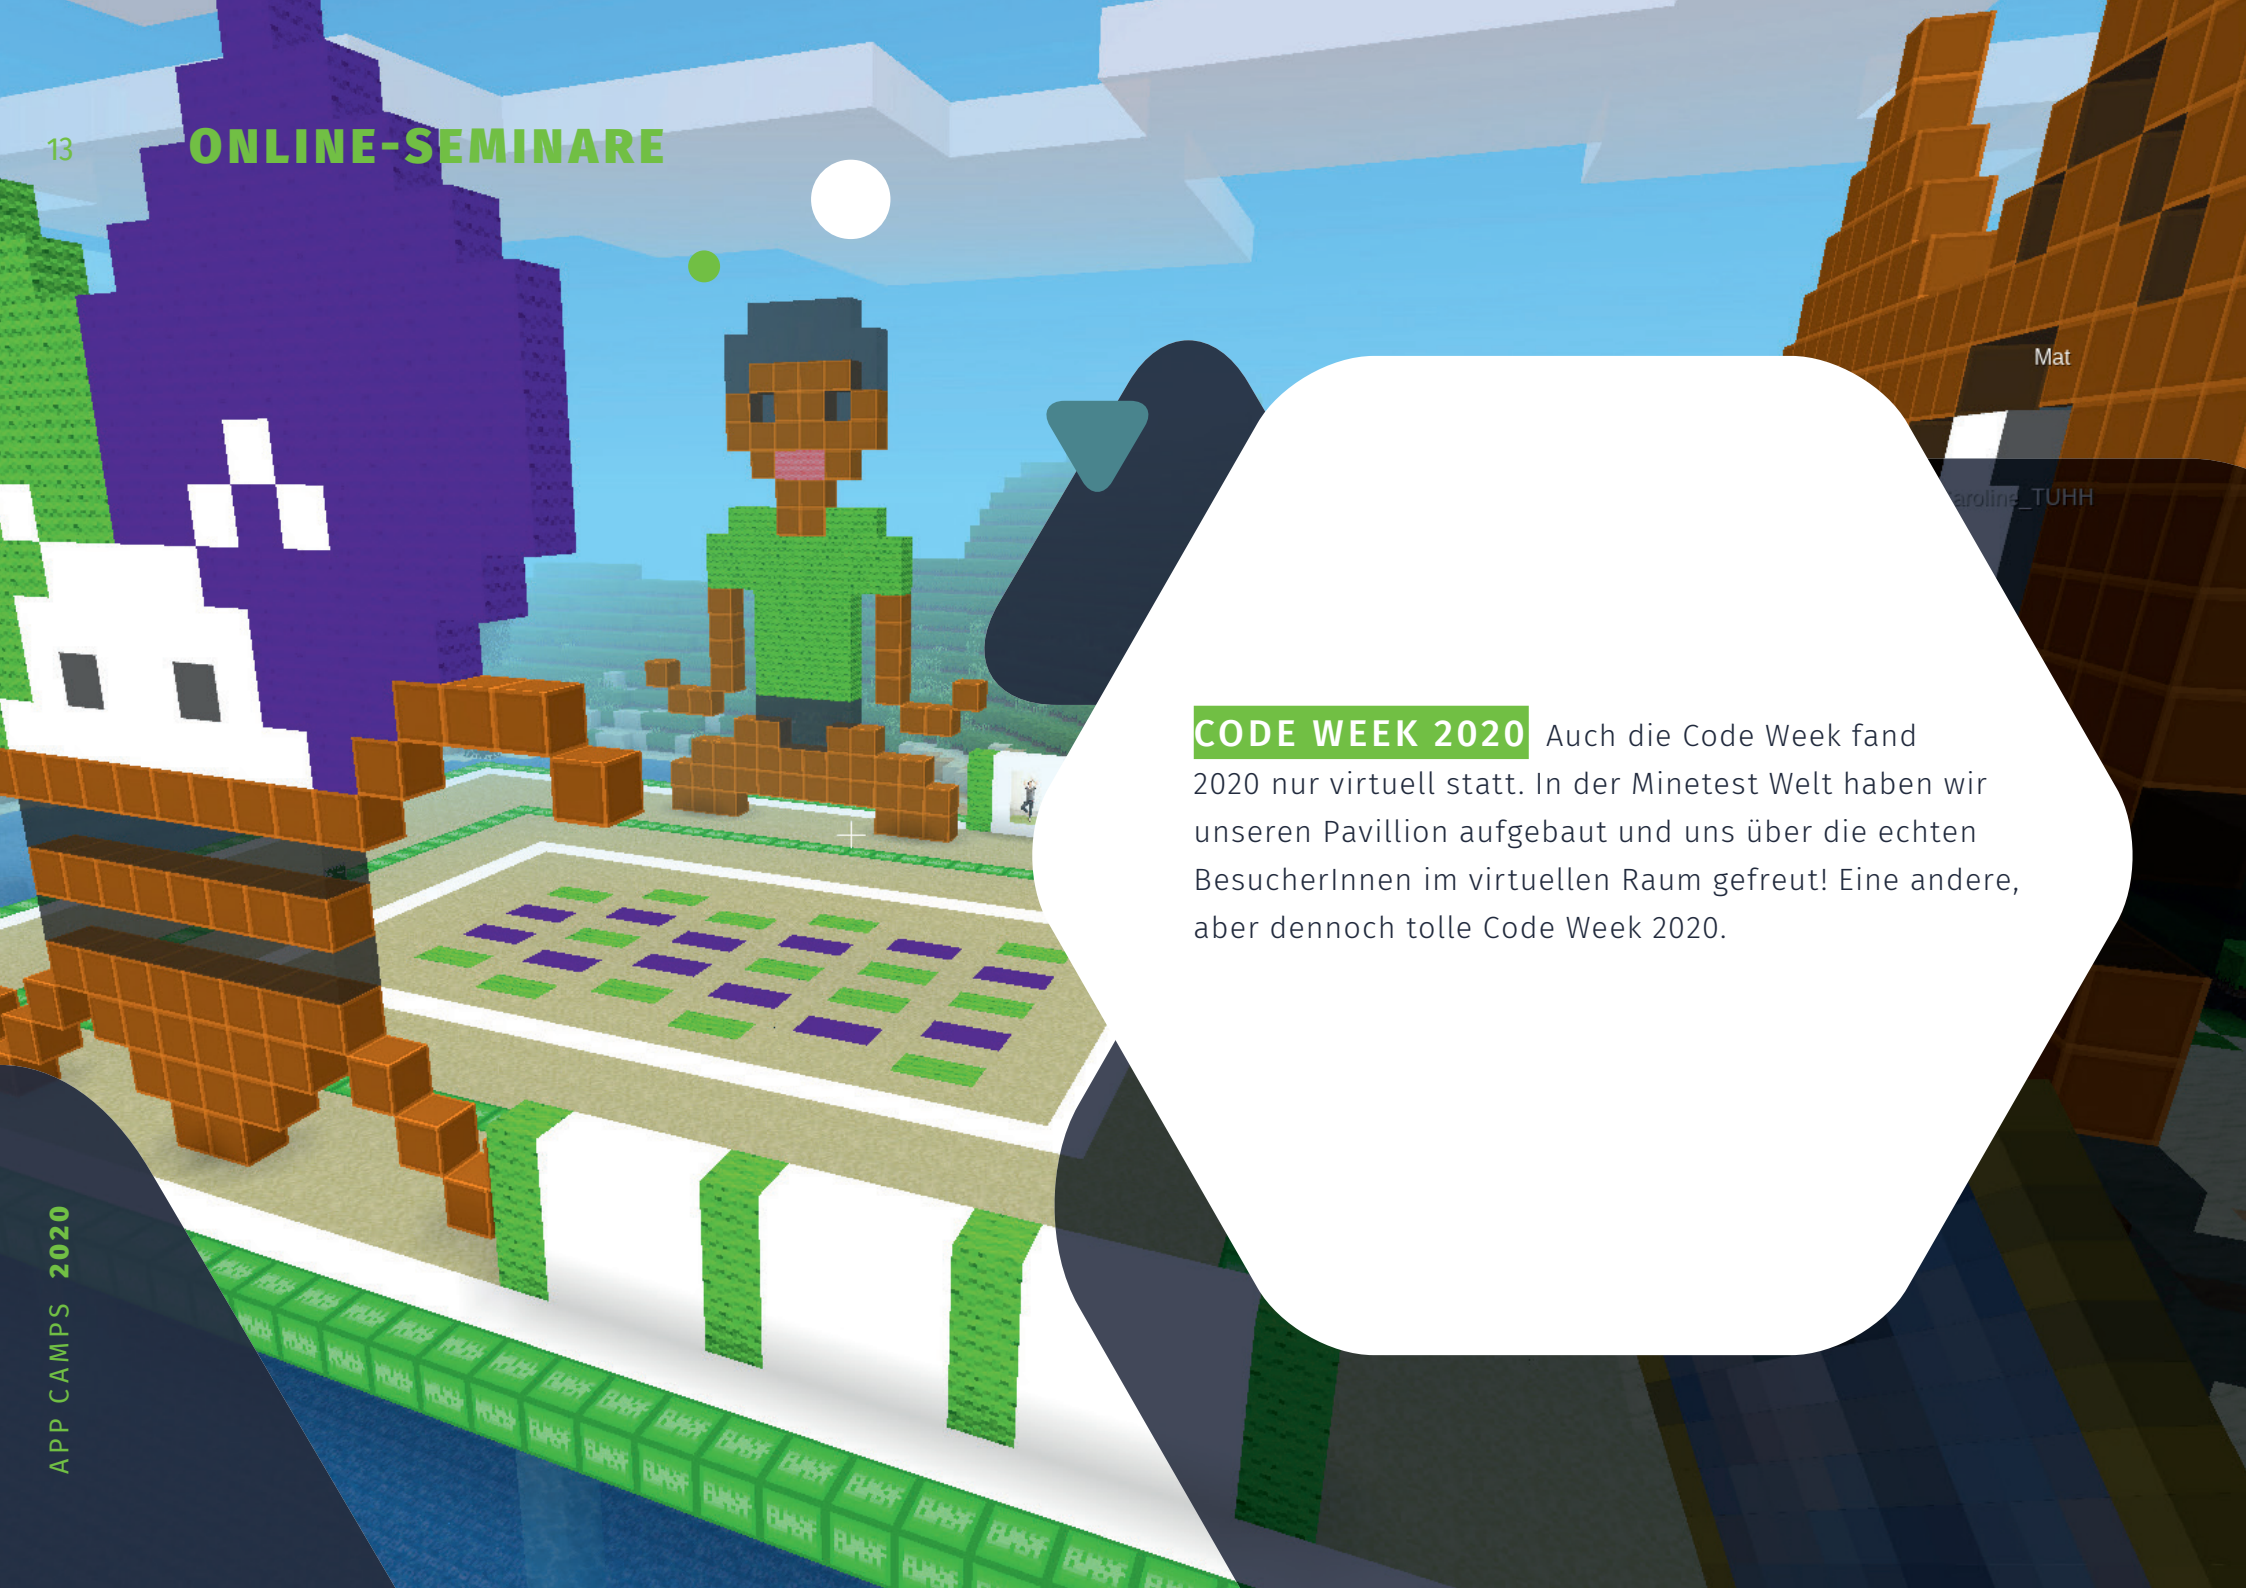 13
ONLINE-SEMINARE
Mat
aroline_TUHH
CODE WEEK 2020 Auch die Code Week fand
2020 nur virtuell statt. In der Minetest Welt haben wir
unseren Pavillion aufgebaut und uns über die echten
BesucherInnen im virtuellen Raum gefreut! Eine andere,
aber dennoch tolle Code Week 2020.
APP CAMPS 2020